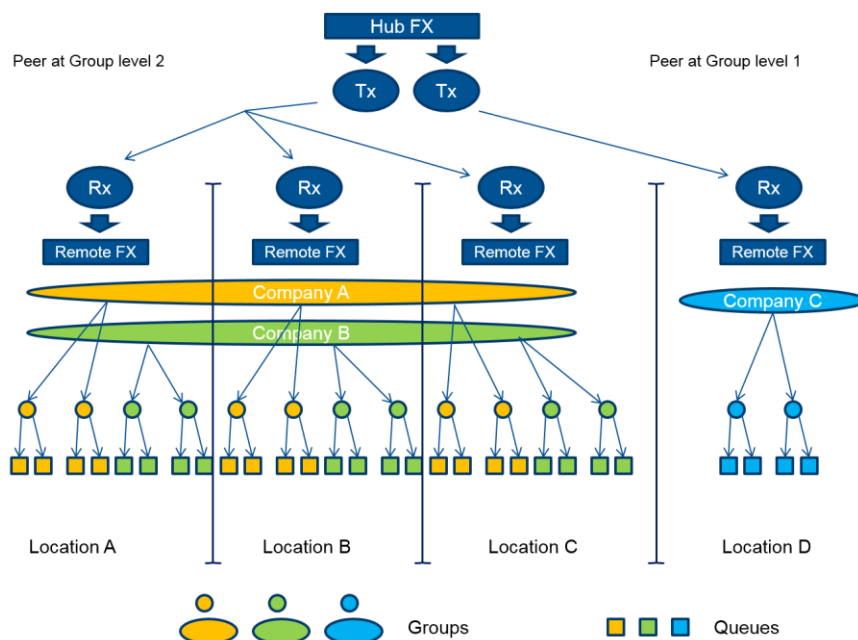 Hub FX
Peer at Group level 2
Peer at Group level 1
Tx
Tx
Rx
Rx
Rx
Rx
Remote FX
Remote FX
Remote FX
Remote FX
Company A
Company C
Company B
Location A
Location B
Location C
Location D
Groups
Queues